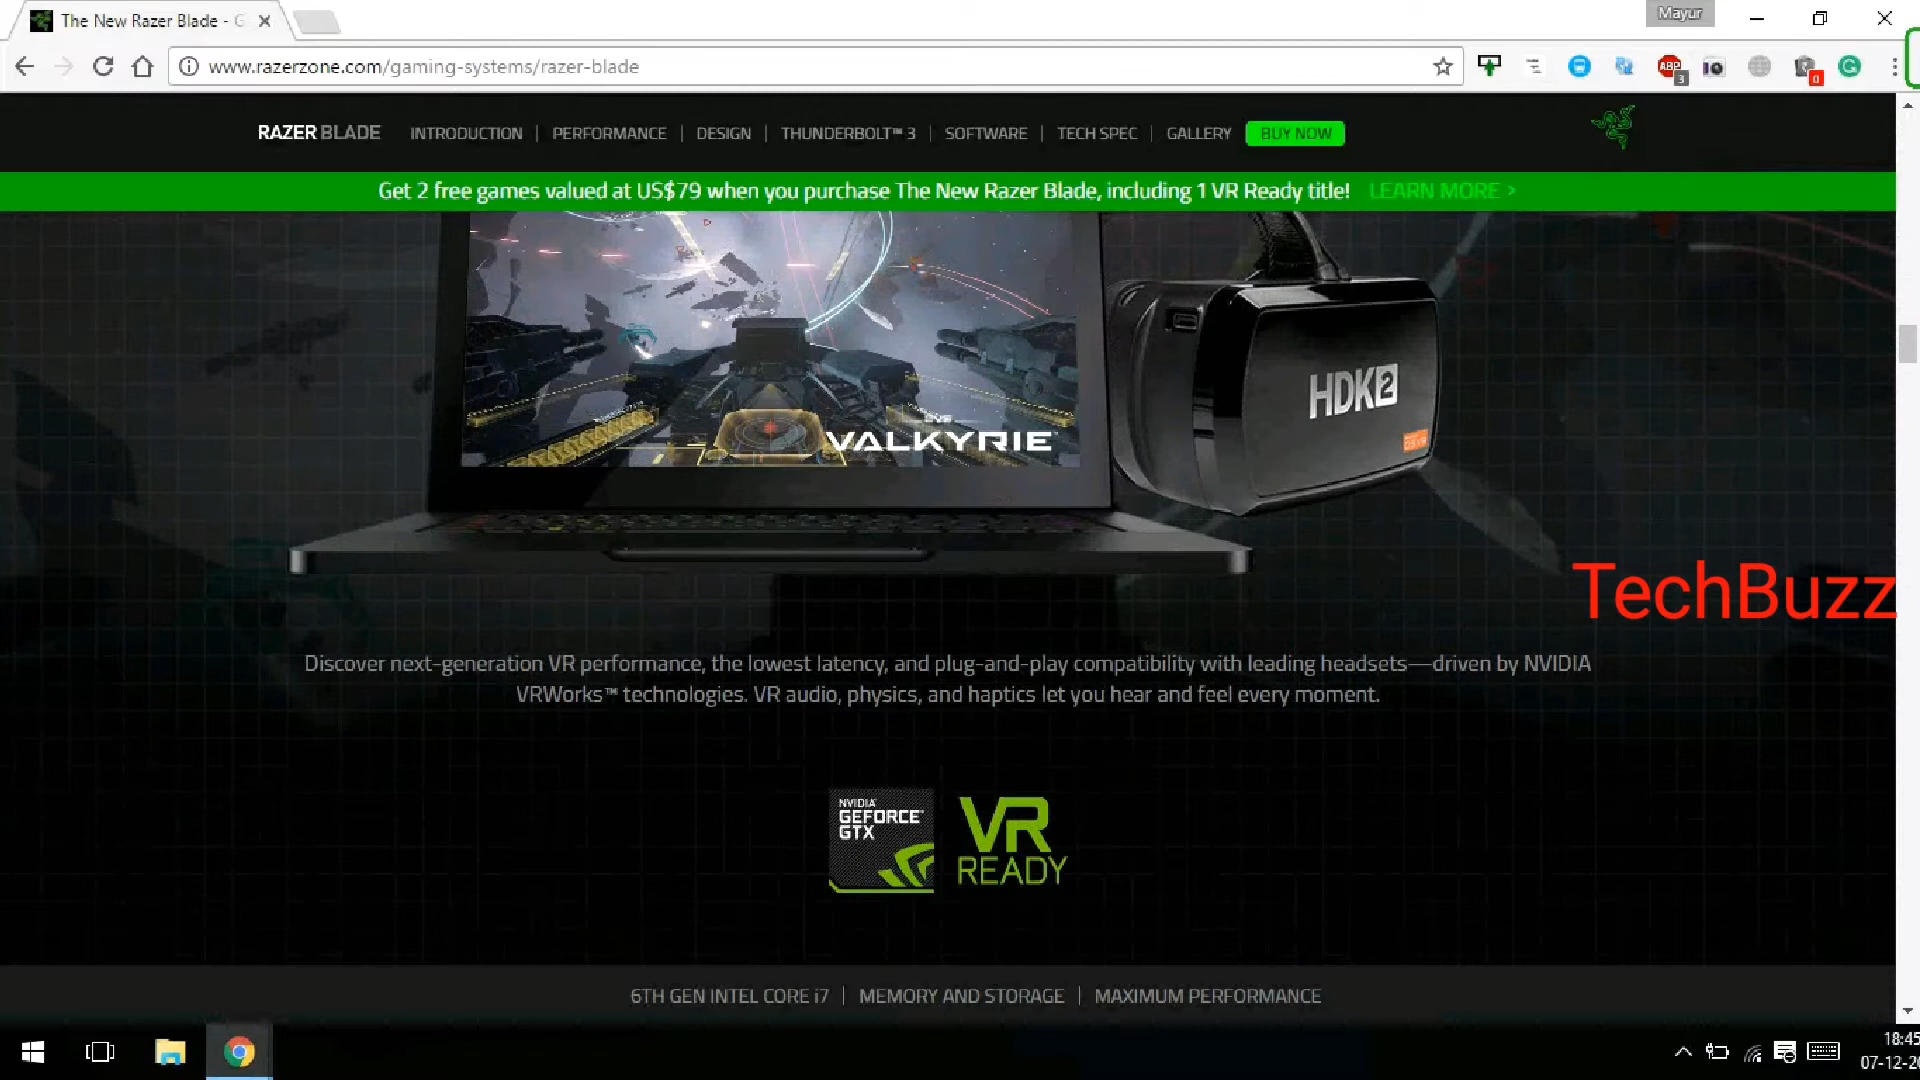 The New Razer Blade - G
Mayur
www.razerzone.com/gaming-systems/razer-blade
ABP
3
0
RAZER BLADE
INTRODUCTION | PERFORMANCE | DESIGN | THUNDERBOLT™ 3 | SOFTWARE | TECH SPEC | GALLERY
BUY NOW
Get 2 free games valued at US$79 when you purchase The New Razer Blade, including 1 VR Ready title! LEARN MORE >
HDK2
VALKYRIE
TechBuzz
Discover next-generation VR performance, the lowest latency, and plug-and-play compatibility with leading headsets—driven by NVIDIA
VRWorks™ technologies. VR audio, physics, and haptics let you hear and feel every moment.
NVIDIA
GEFORCE
GTX
VR
READY
6TH GEN INTEL CORE i7 | MEMORY AND STORAGE | MAXIMUM PERFORMANCE
18:45
07-12-20